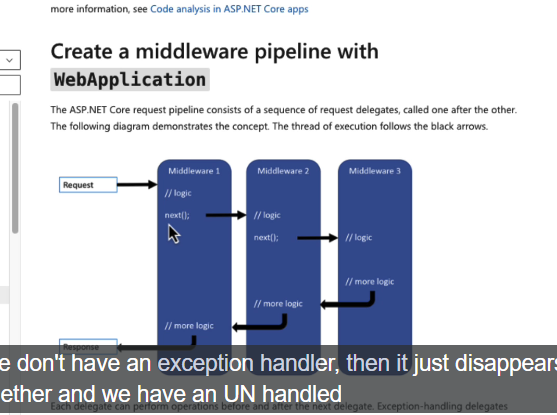 more information, see Code analysis in ASP.NET Core apps
Create a middleware pipeline with
WebApplication
The ASP.NET Core request pipeline consists of a sequence of request delegates, called one after the other.
The following diagram demonstrates the concept. The thread of execution follows the black arrows.
Middleware 1 Middleware 2 Middleware 3
Request
// logic
next();
// logic
next();
// logic
// more logic
// more logic
// more logic
Response
e don't have an exception handler, then it just disappears
ether and we have an UN handled
Each delegate can perform operations before and after the next delegate. Exception-handling delegates